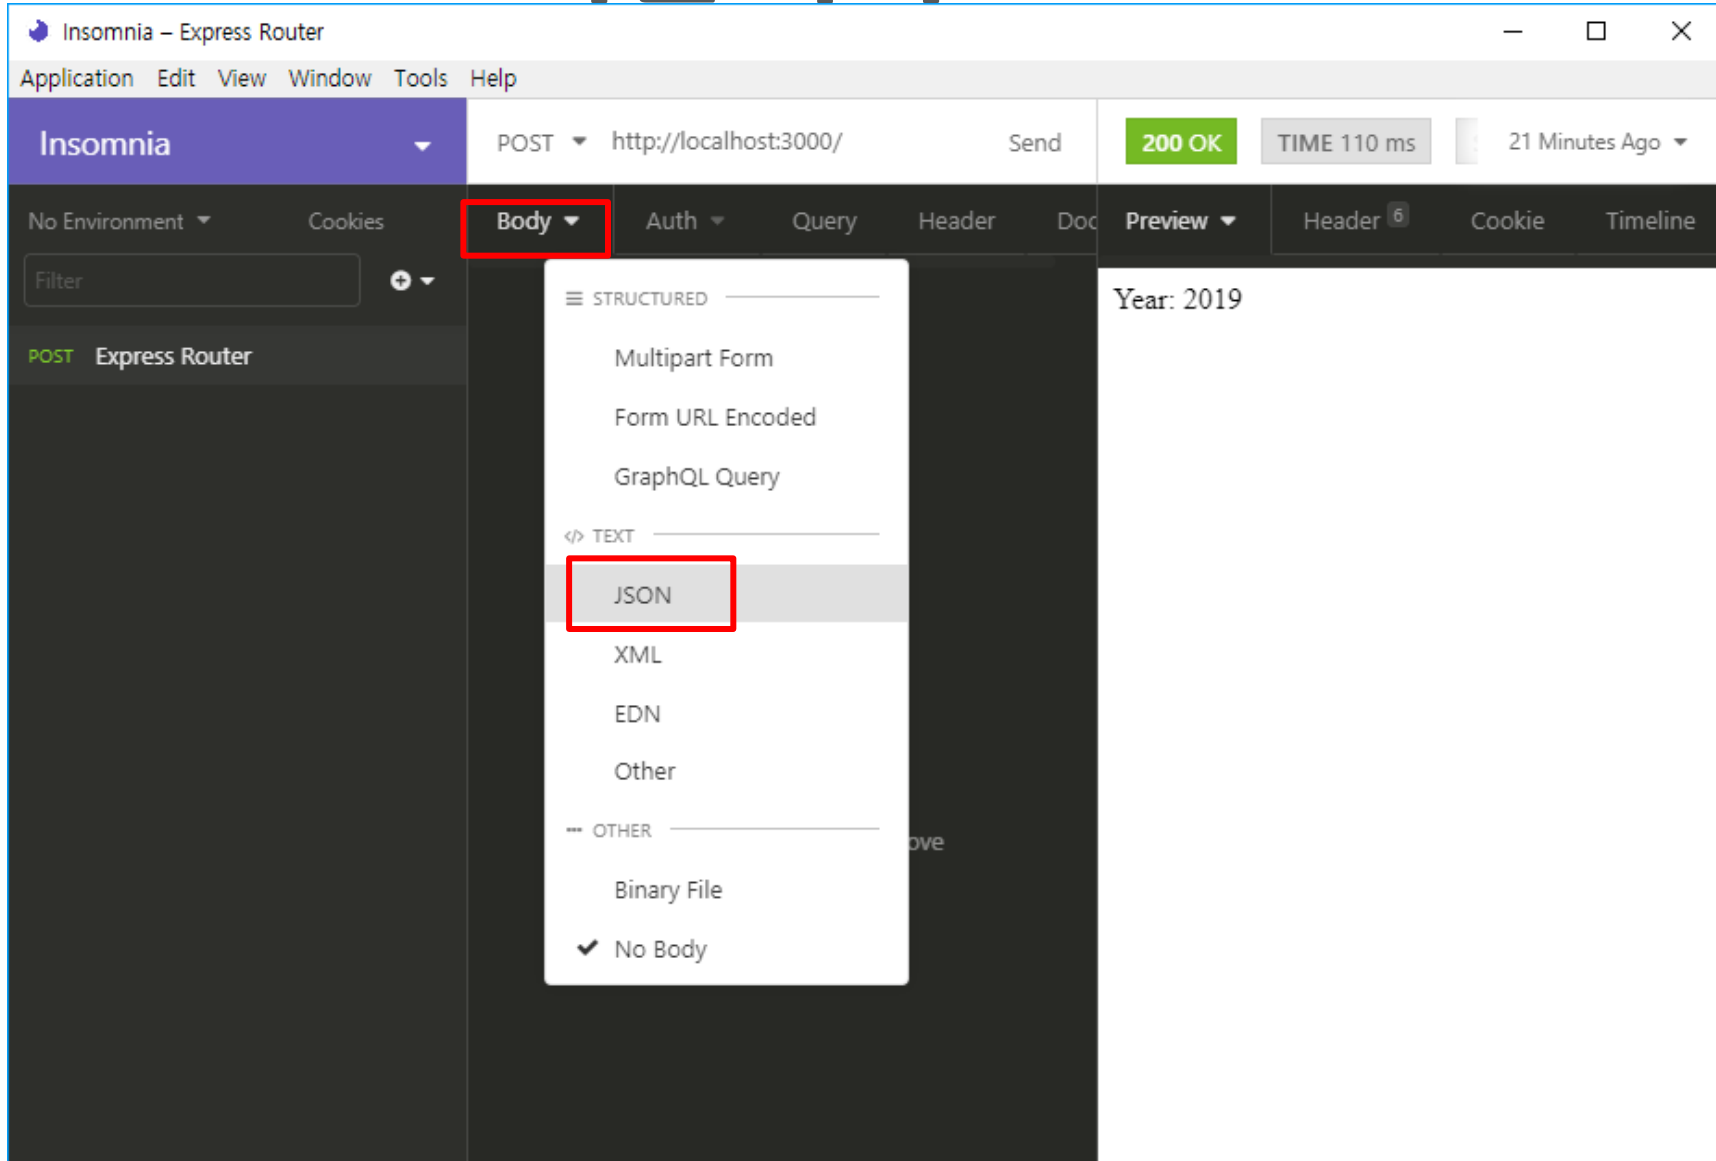 Insomnia – Express Router
Application Edit View Window Tools Help
Insomnia
POST http://localhost:3000/ Send
200 OK TIME 110 ms 21 Minutes Ago
No Environment Cookies
Body Auth Query Header Doc
Preview Header 6 Cookie Timeline
Filter
POST Express Router
STRUCTURED
Multipart Form
Form URL Encoded
GraphQL Query
</> TEXT
JSON
XML
EDN
Other
OTHER
ove
Binary File
No Body
Year: 2019